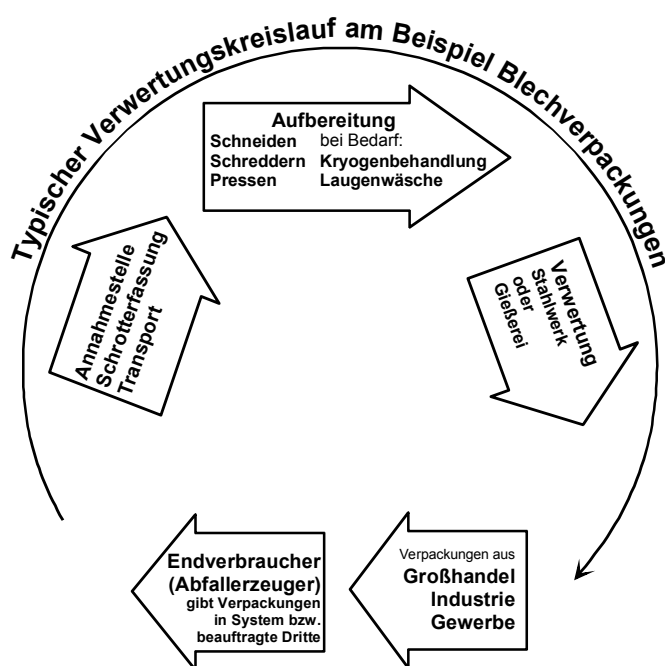 Typischer Verwertungskreislauf am Beispiel Blechverpackungen
Aufbereitung
Schneiden bei Bedarf:
Schreddern Kryogenbehandlung
Pressen Laugenwäsche
Verwertung
Stahlwerk
oder
Gießerei
Verpackungen aus
Großhandel
Industrie
Gewerbe
Endverbraucher
(Abfallerzeuger)
gibt Verpackungen
in System bzw.
beauftragte Dritte
Annahmestelle
Schrotterfassung
Transport